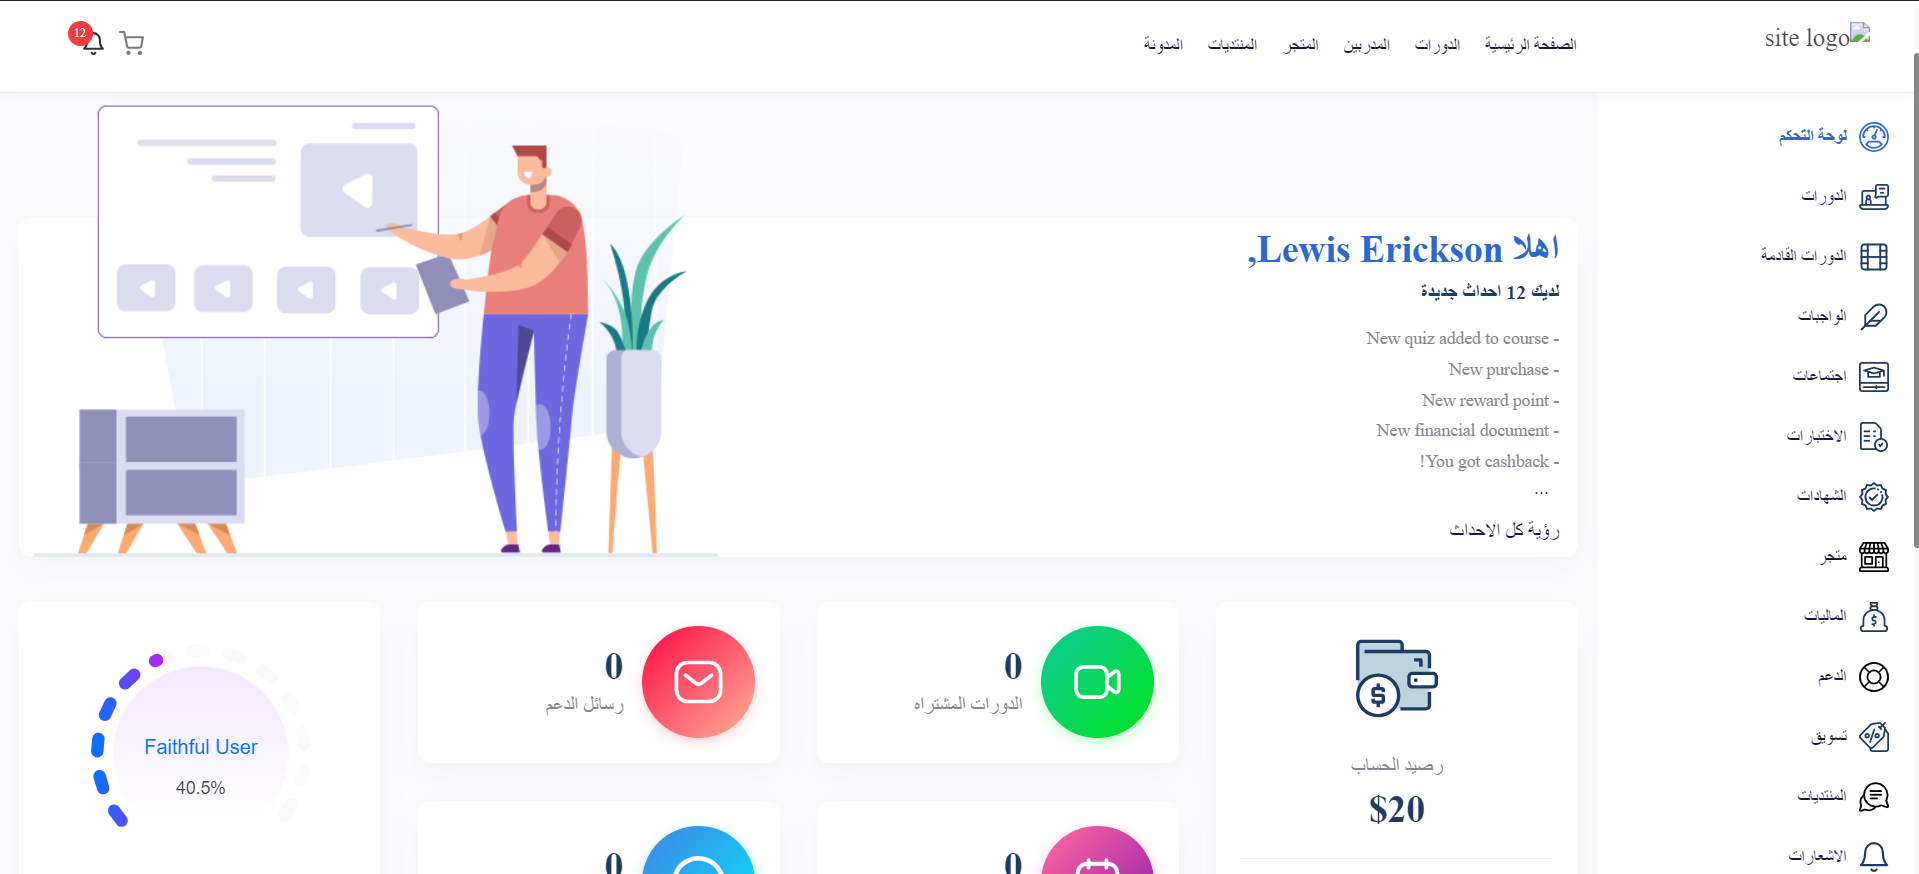 site logo
الصفحة الرئيسية
الدورات
المدربين
المتجر
المنتديات
المدونة
12
لوحة التحكم
الدورات
الدورات القادمة
الواجبات
اجتماعات
الاختبارات
الشهادات
متجر
الماليات
الدعم
تسويق
المنتديات
الاشعارات
اهلا Lewis Erickson,
لديك 12 احداث جديدة
- New quiz added to course
- New purchase
- New reward point
- New financial document
- You got cashback!
...
رؤية كل الاحداث
رصيد الحساب
$20
0
الدورات المشتراه
0
رسائل الدعم
Faithful User
40.5%
0
0